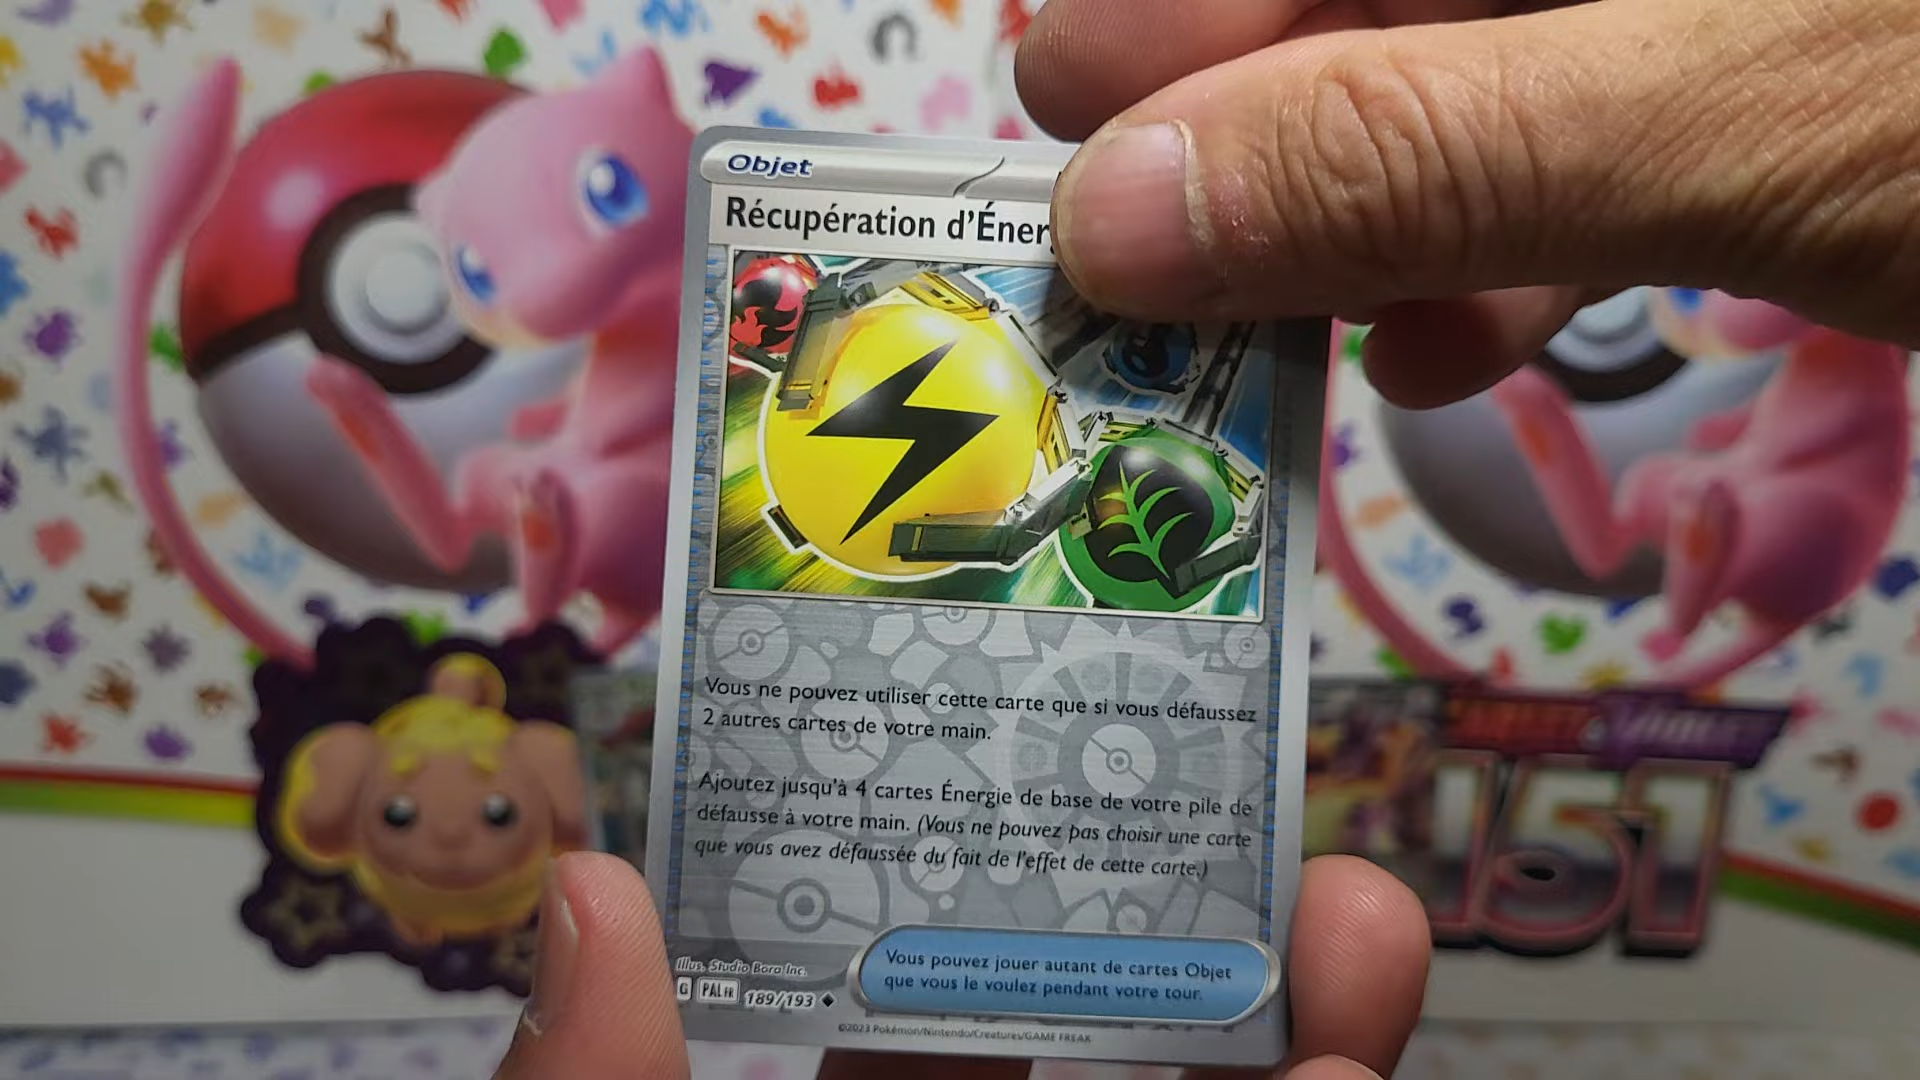 Objet
Récupération d'Éner
Vous ne pouvez utiliser cette carte que si vous défaussez
2 autres cartes de votre main.
Ajoutez jusqu'à 4 cartes Énergie de base de votre pile de
défausse à votre main. (Vous ne pouvez pas choisir une carte
que vous avez défaussée du fait de l'effet de cette carte.)
Illus. Studio Bora Inc.
G PAL FR 189/193
Vous pouvez jouer autant de cartes Objet
que vous le voulez pendant votre tour.
©2023 Pokémon/Nintendo/Creatures/GAME FREAK
151